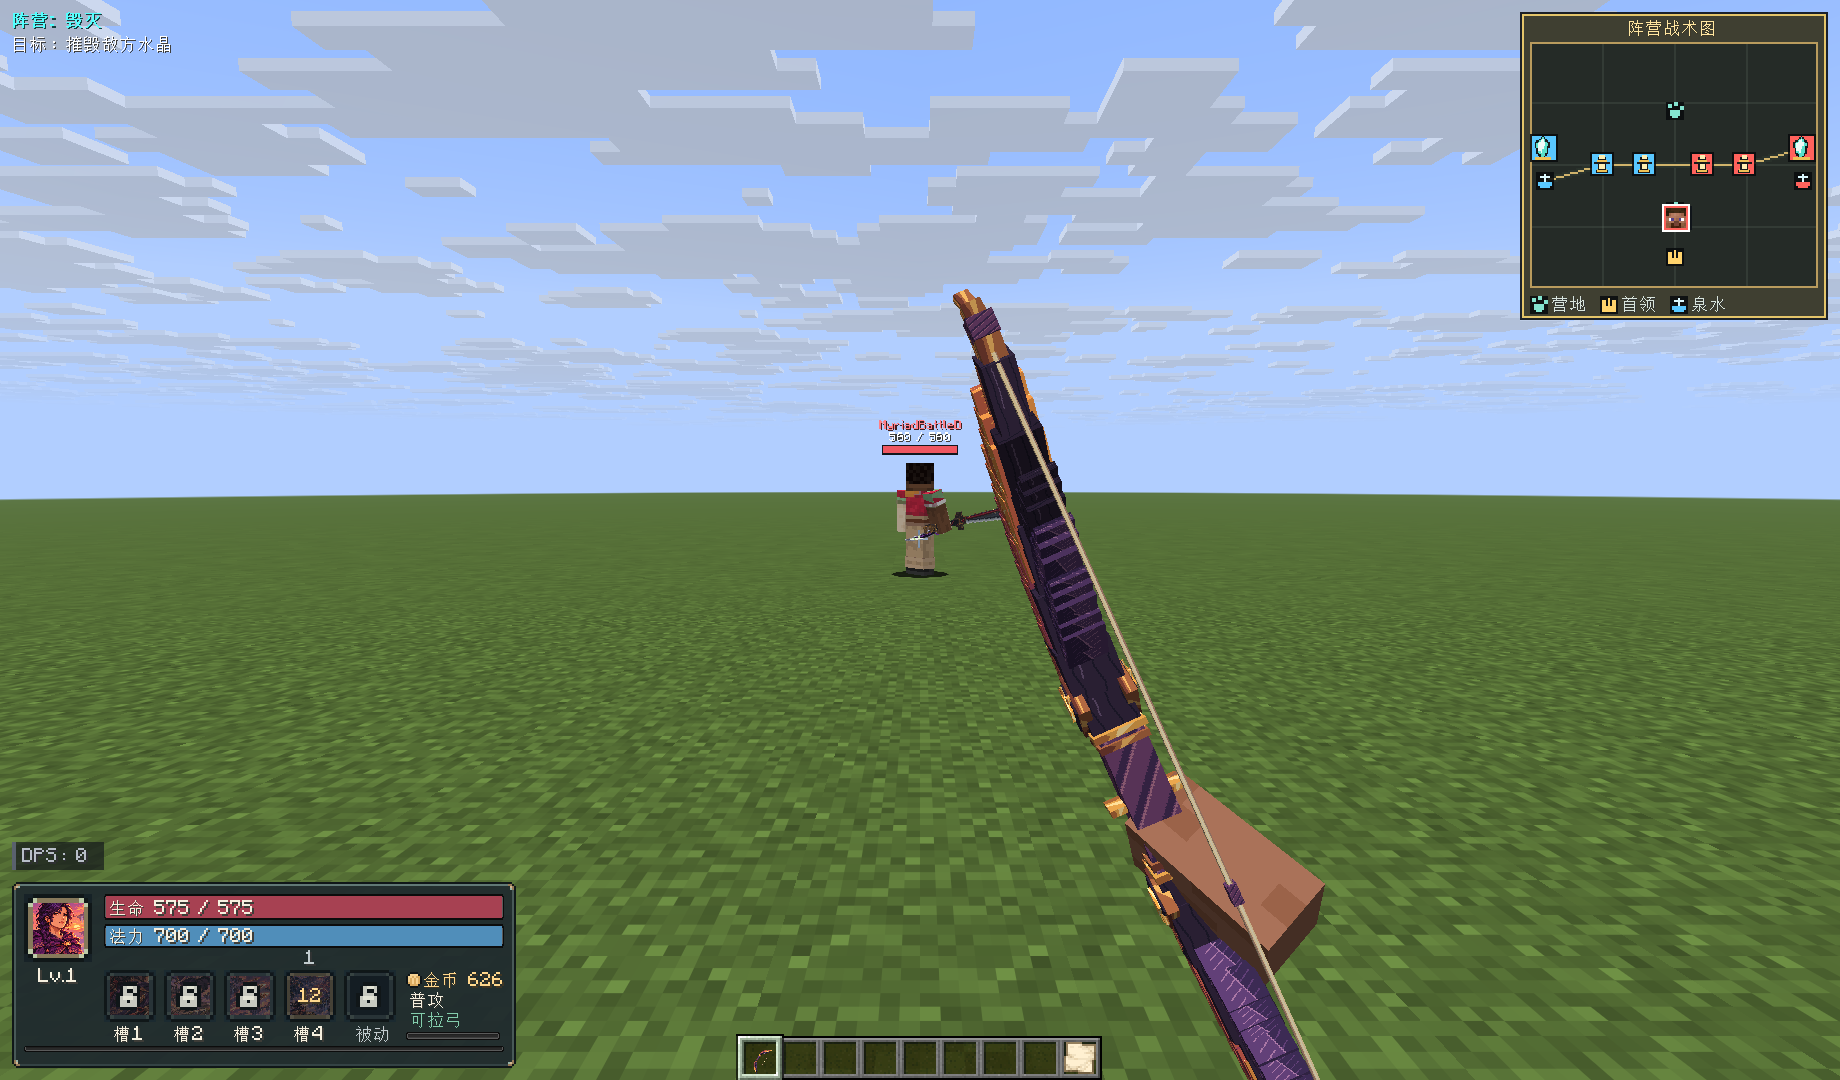 阵营：毁灭
目标：摧毁敌方水晶
阵营战术图
营地 首领 泉水
MyriadBattleD
560 / 560
DPS: 0
生命 575 / 575
法力 700 / 700
Lv.1
1
12
槽1 槽2 槽3 槽4 被动
金币 626
普攻
可拉弓